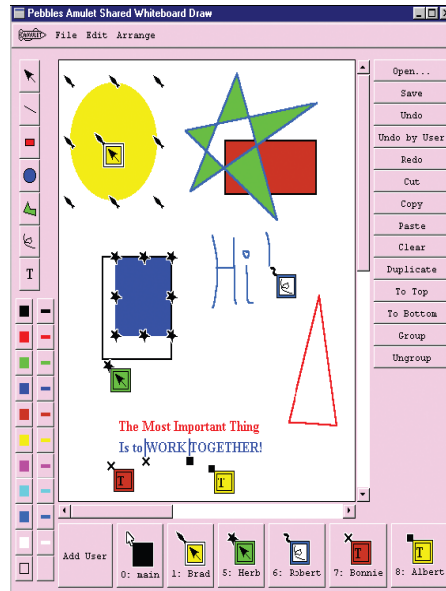 Pebbles Amulet Shared Whiteboard Draw
AMULET File Edit Arrange
Open...
Save
Undo
Undo by User
Redo
Cut
Copy
Paste
Clear
Duplicate
To Top
To Bottom
Group
Ungroup
T
Hi!
The Most Important Thing
Is to WORK TOGETHER!
T
T
Add User
0: main
1: Brad
5: Herb
6: Robert
T
7: Bonnie
T
8: Albert